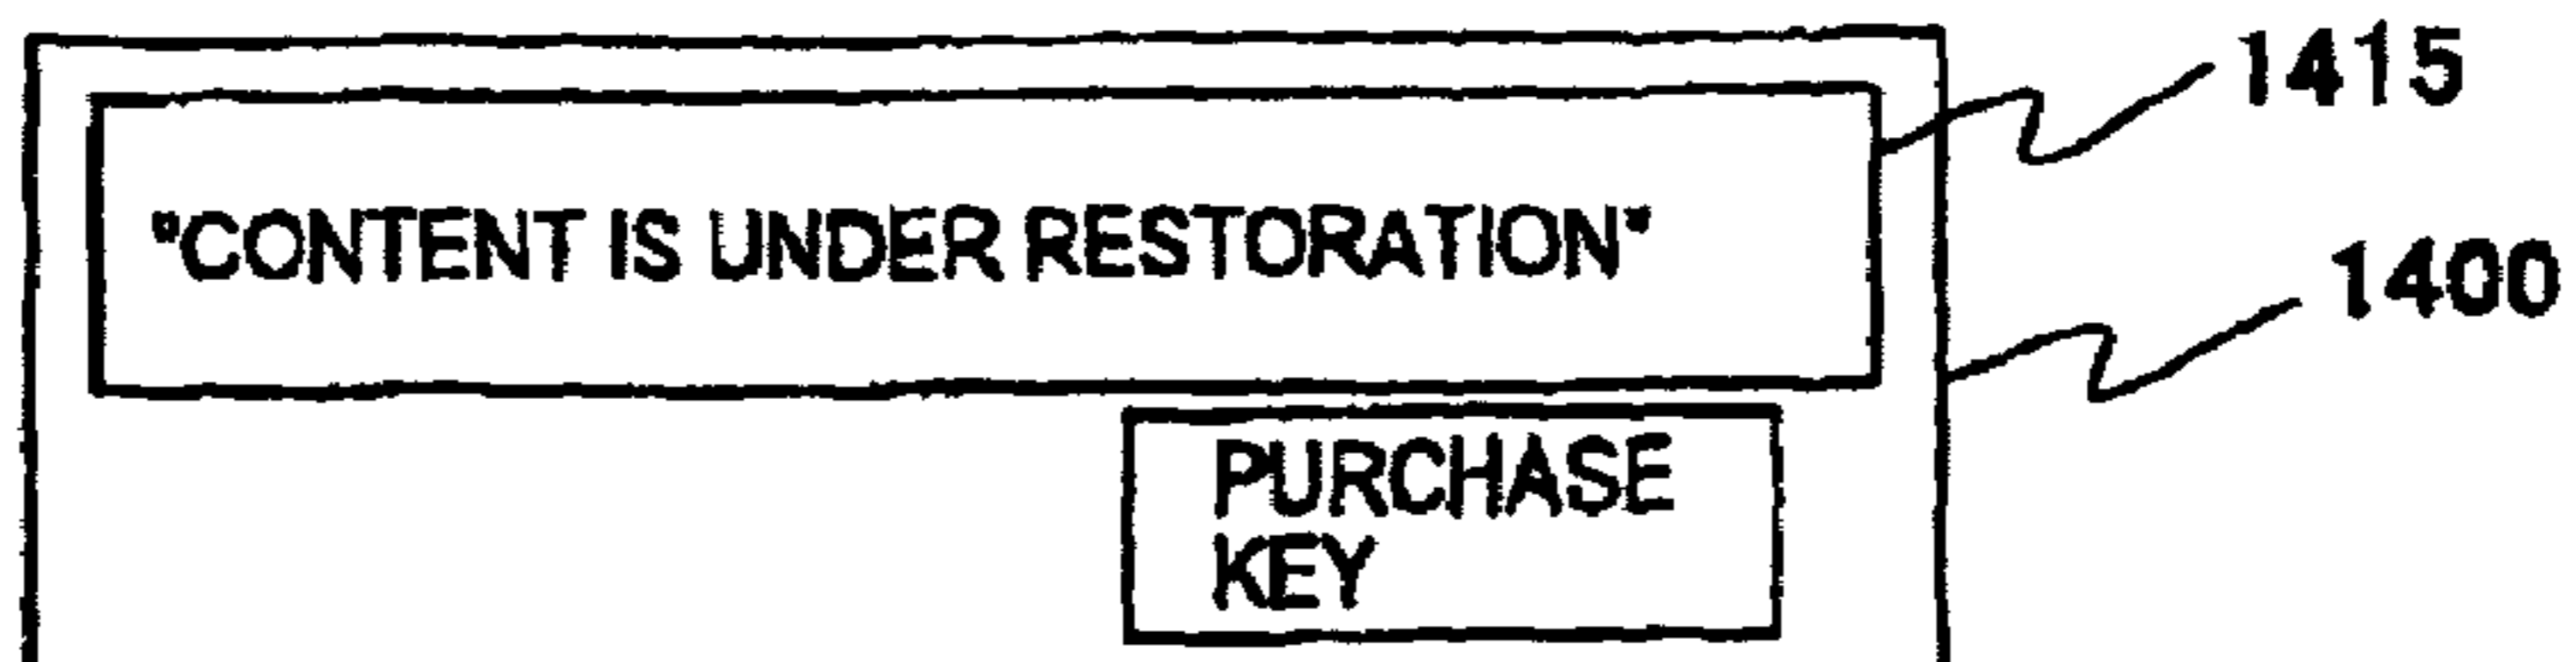 1415
"CONTENT IS UNDER RESTORATION"
1400
PURCHASE
KEY